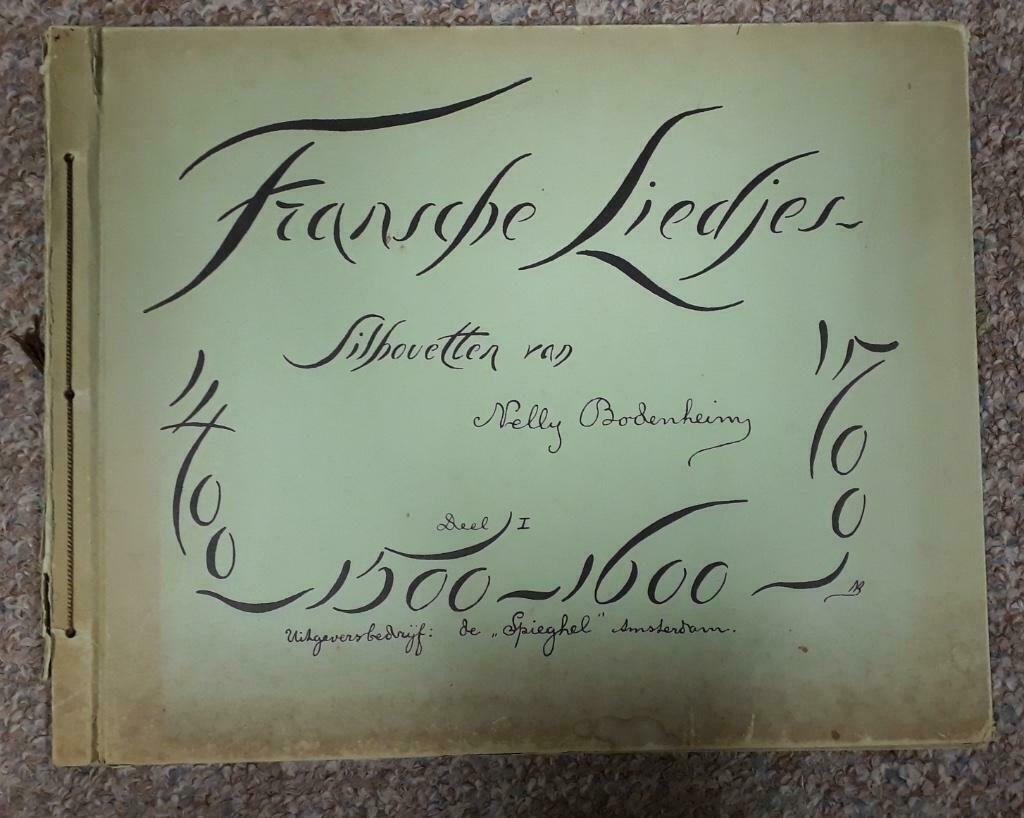 Fransche Liedjes
Silhouetten van
Nelly Bodenheim
1400
1500
1600
1700
Deel I
Uitgeversbedrijf: de „Spieghel" Amsterdam.